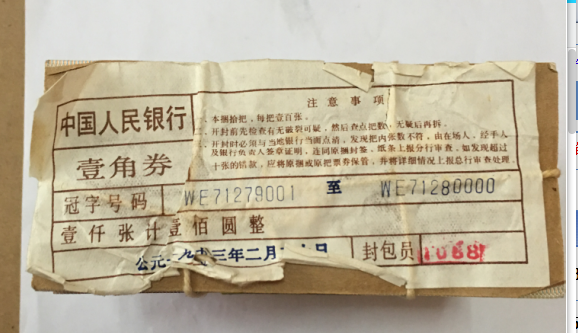 中国人民银行
壹角券
注意事项
一、本捆拾把，每把壹百张。
二、开封前先检查有无破裂可疑，然后查点把数，无疑后再拆。
三、开封时必须与当地银行当面点清，发现把内张数不符，由在场人，经手人
及银行负责人签章证明，连同原捆封签，纸条上报分行审查，如发现超过
十张的错款，应将原捆或原把票券保管，并将详细情况上报总行审查处理。
冠字号码 WE71279001 至 WE71280000
壹仟张计壹佰圆整
公元 三年二月 日 封包员 1088